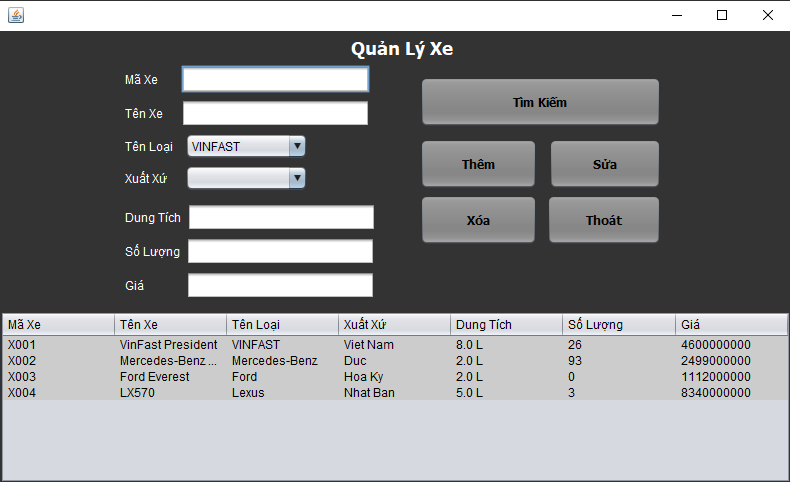 Quản Lý Xe
Mã Xe
Tên Xe
Tên Loại VINFAST
Xuất Xứ
Dung Tích
Số Lượng
Giá
Tìm Kiếm
Thêm Sửa
Xóa Thoát
Mã Xe Tên Xe Tên Loại Xuất Xứ Dung Tích Số Lượng Giá
X001 VinFast President VINFAST Viet Nam 8.0 L 26 4600000000
X002 Mercedes-Benz ... Mercedes-Benz Duc 2.0 L 93 2499000000
X003 Ford Everest Ford Hoa Ky 2.0 L 0 1112000000
X004 LX570 Lexus Nhat Ban 5.0 L 3 8340000000